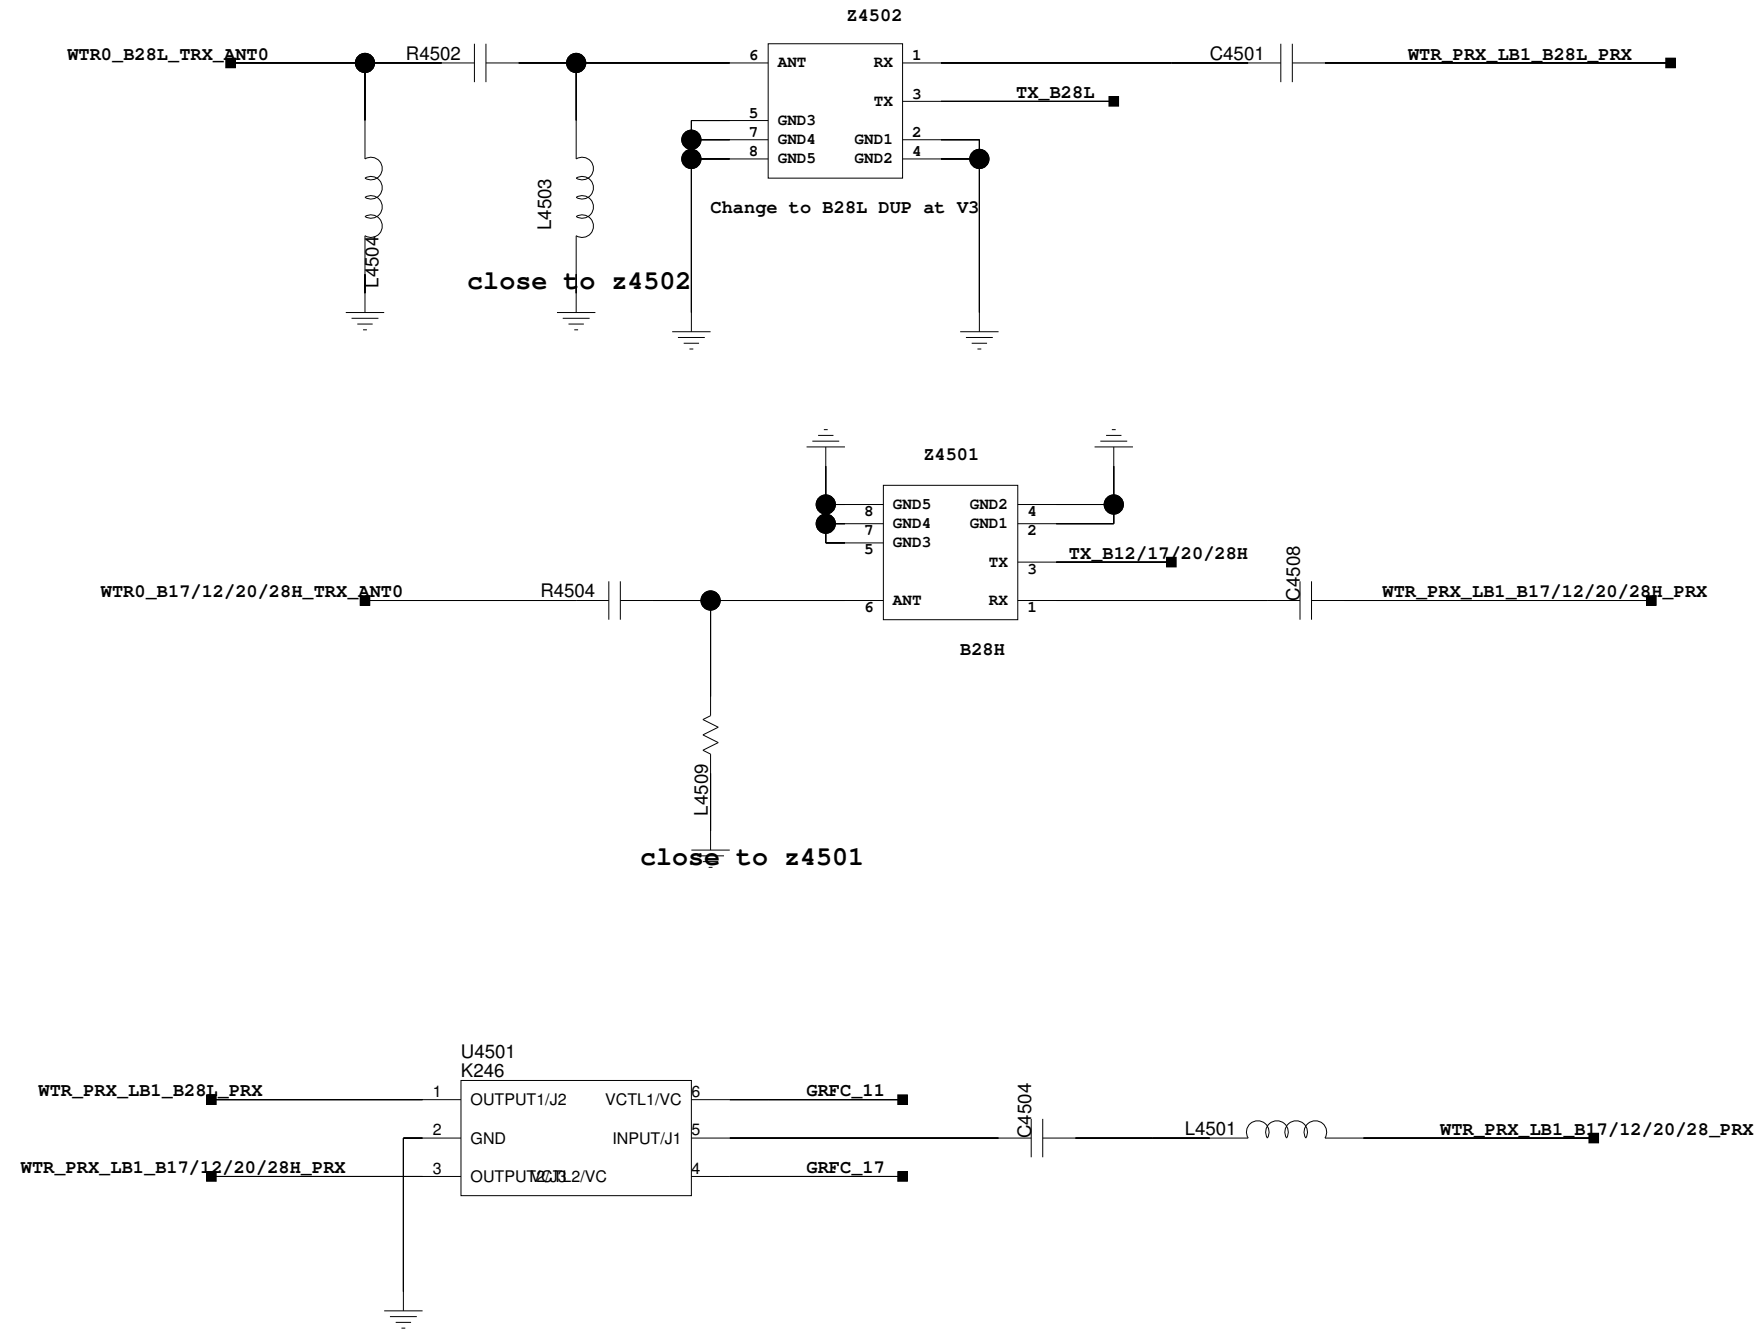 Z4502
WTR0_B28L_TRX_ANT0
R4502
6 ANT RX 1
C4501
WTR_PRX_LB1_B28L_PRX
TX 3
TX_B28L
5 GND3
7 GND4 GND1 2
8 GND5 GND2 4
L4503
L4504
Change to B28L DUP at V3
close to z4502
Z4501
8 GND5 GND2 4
7 GND4 GND1 2
5 GND3
TX 3
TX_B12/17/20/28H
C4508
WTR0_B17/12/20/28H_TRX_ANT0
R4504
6 ANT RX 1
WTR_PRX_LB1_B17/12/20/28H_PRX
B28H
L4509
close to z4501
U4501
K246
WTR_PRX_LB1_B28L_PRX
1 OUTPUT1/J2 VCTL1/VC 6
GRFC_11
2 GND INPUT/J1 5
C4504
L4501
WTR_PRX_LB1_B17/12/20/28_PRX
WTR_PRX_LB1_B17/12/20/28H_PRX
3 OUTPUT2/J3 VCTL2/VC 4
GRFC_17